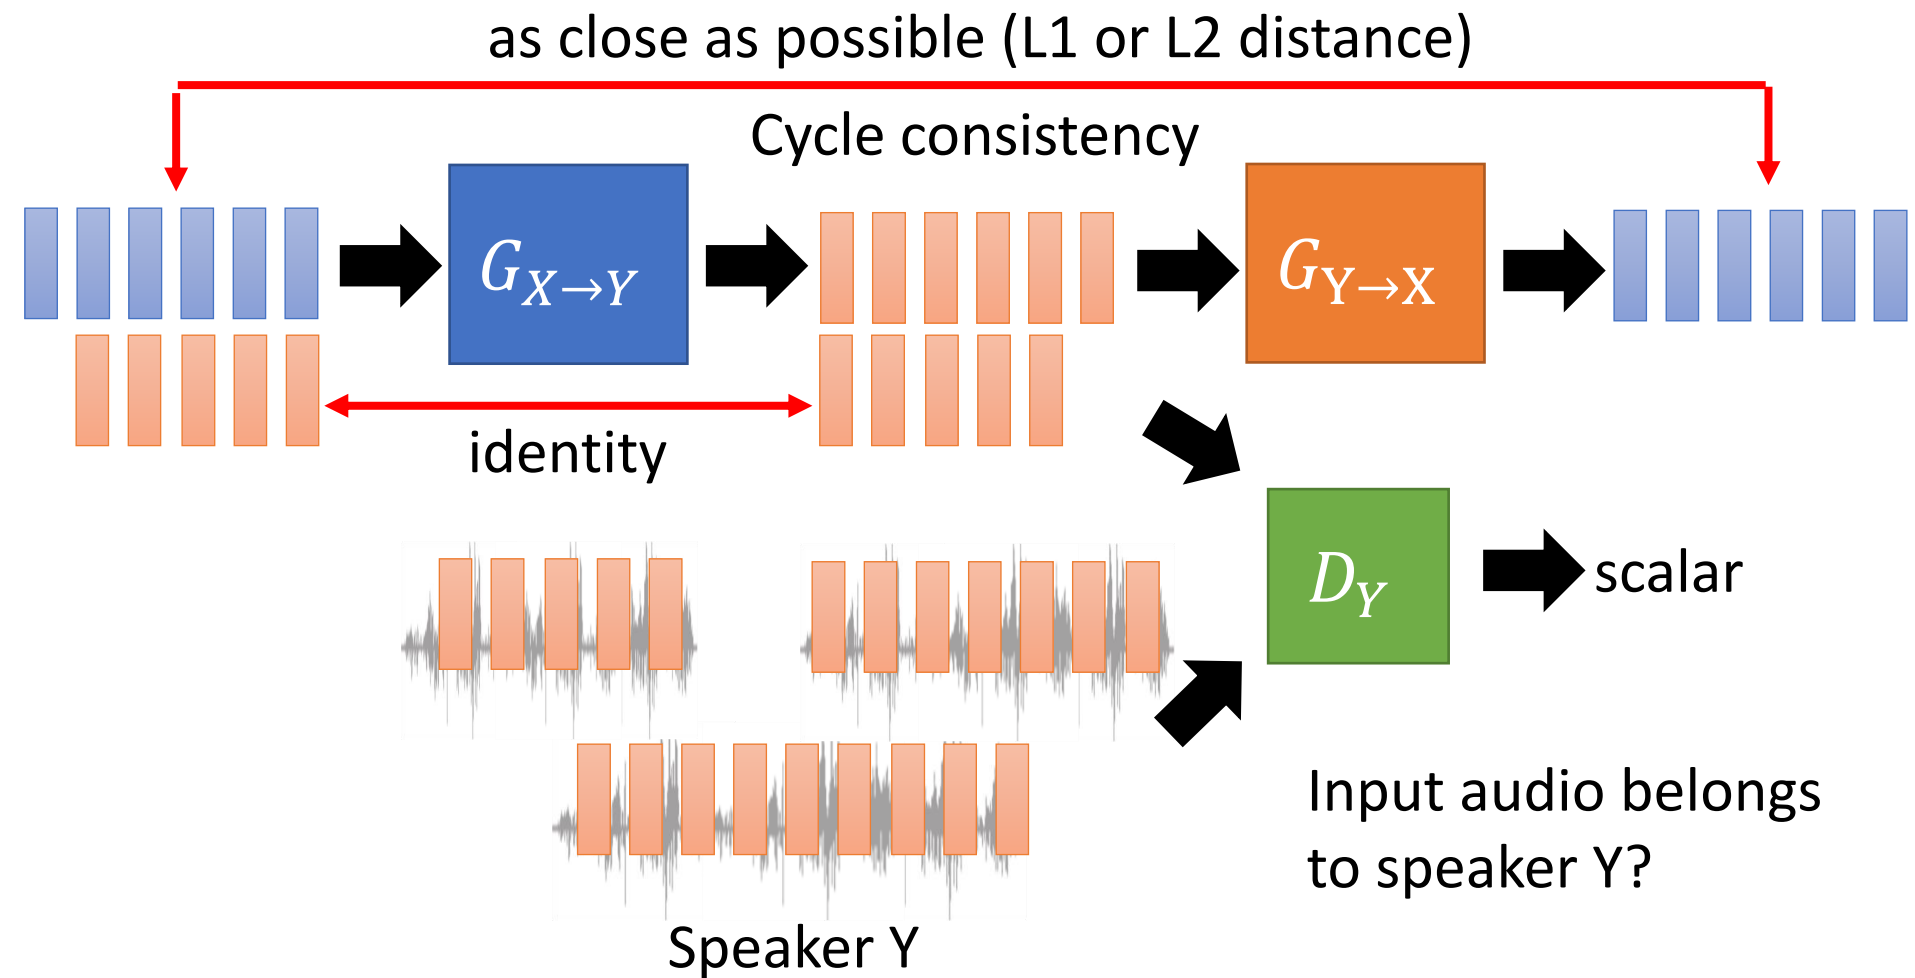 as close as possible (L1 or L2 distance)
Cycle consistency
G_{X→Y}
G_{Y→X}
identity
D_Y
scalar
Input audio belongs
to speaker Y?
Speaker Y